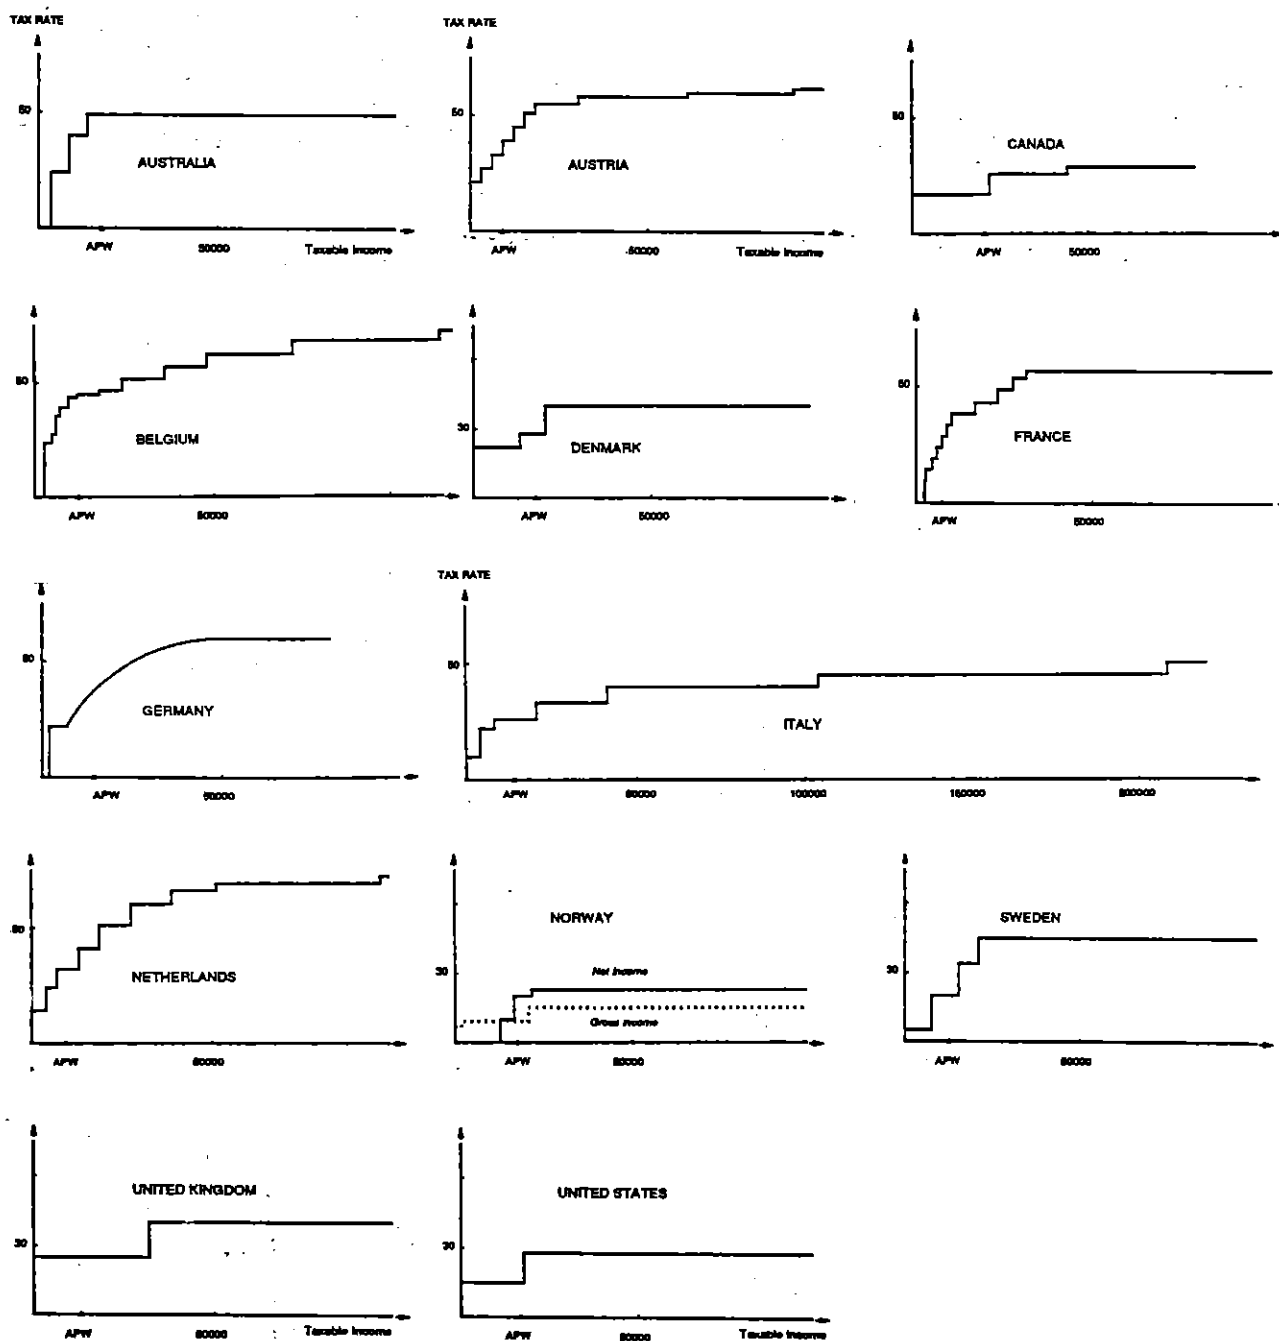 TAX RATE
50
AUSTRALIA
APW 50000 Taxable Income
TAX RATE
50
AUSTRIA
APW 50000 Taxable Income
50
CANADA
APW 50000
50
BELGIUM
APW 50000
30
DENMARK
APW 50000
50
FRANCE
APW 50000
50
GERMANY
APW 50000
TAX RATE
50
ITALY
APW 50000 100000 150000 200000
50
NETHERLANDS
APW 50000
30
NORWAY
Net Income
Gross Income
APW 50000
30
SWEDEN
APW 50000
30
UNITED KINGDOM
APW 50000 Taxable Income
30
UNITED STATES
APW 50000 Taxable Income